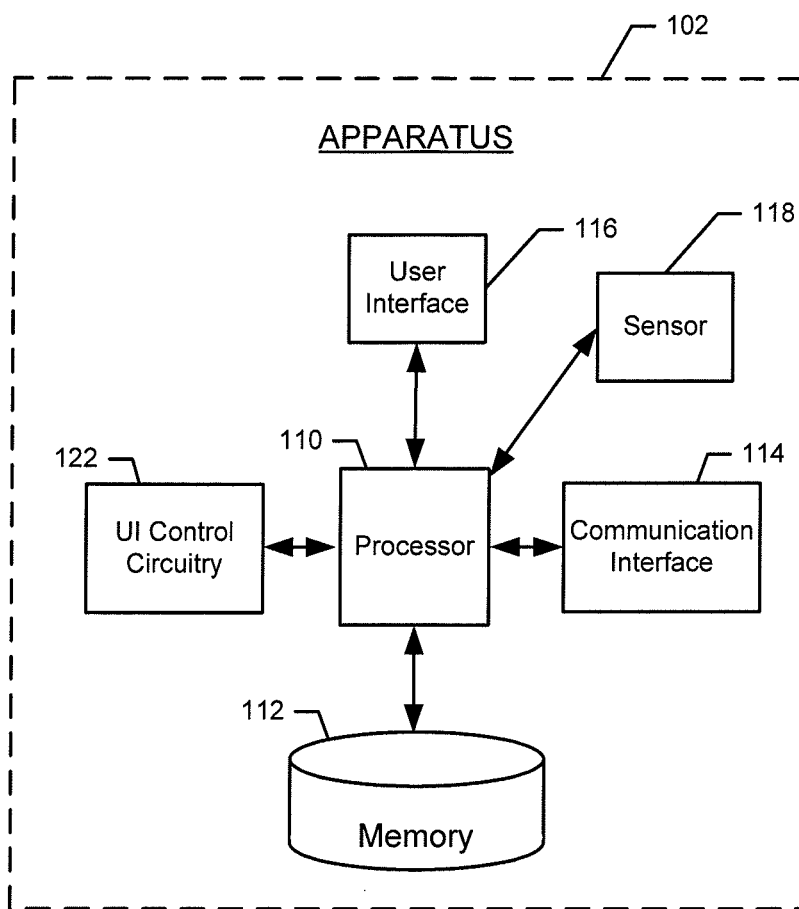 102
APPARATUS
116
User
Interface
118
Sensor
110
Processor
122
UI Control
Circuitry
114
Communication
Interface
112
Memory